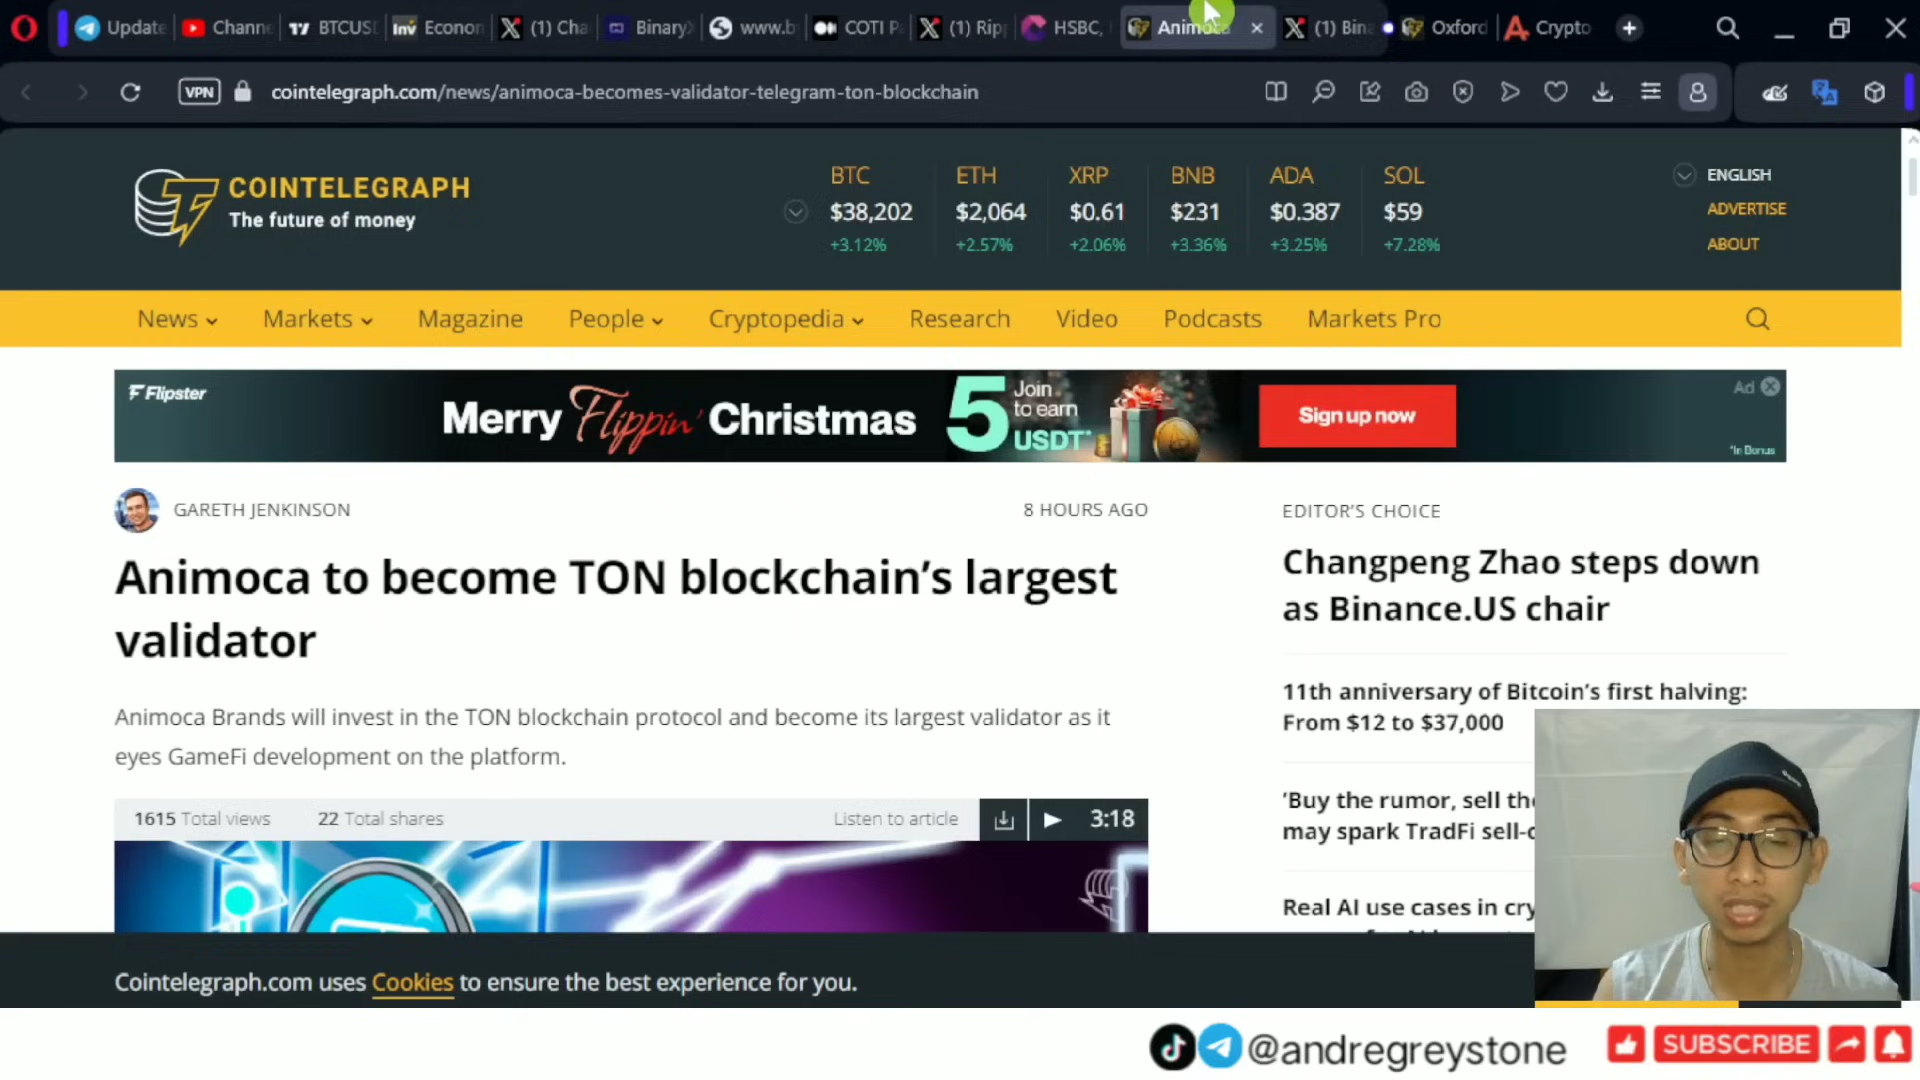 Update
Channe
BTCUS
Econor
(1) Cha
BinaryX
www.b
COTI P
(1) Ripp
HSBC,
Animoca
(1) Bina
Oxford
Crypto
VPN
cointelegraph.com/news/animoca-becomes-validator-telegram-ton-blockchain
COINTELEGRAPH
The future of money
BTC ETH XRP BNB ADA SOL
$38,202 $2,064 $0.61 $231 $0.387 $59
+3.12% +2.57% +2.06% +3.36% +3.25% +7.28%
ENGLISH
ADVERTISE
ABOUT
News Markets Magazine People Cryptopedia Research Video Podcasts Markets Pro
Flipster
Merry Flippin' Christmas
5
Join
to earn
USDT*
Sign up now
Ad
*In Bonus
GARETH JENKINSON
8 HOURS AGO
Animoca to become TON blockchain’s largest
validator
Animoca Brands will invest in the TON blockchain protocol and become its largest validator as it
eyes GameFi development on the platform.
1615 Total views 22 Total shares
Listen to article
3:18
EDITOR’S CHOICE
Changpeng Zhao steps down
as Binance.US chair
11th anniversary of Bitcoin’s first halving:
From $12 to $37,000
‘Buy the rumor, sell the
may spark TradFi sell-o
Real AI use cases in cry
Cointelegraph.com uses Cookies to ensure the best experience for you.
@andregreystone
SUBSCRIBE